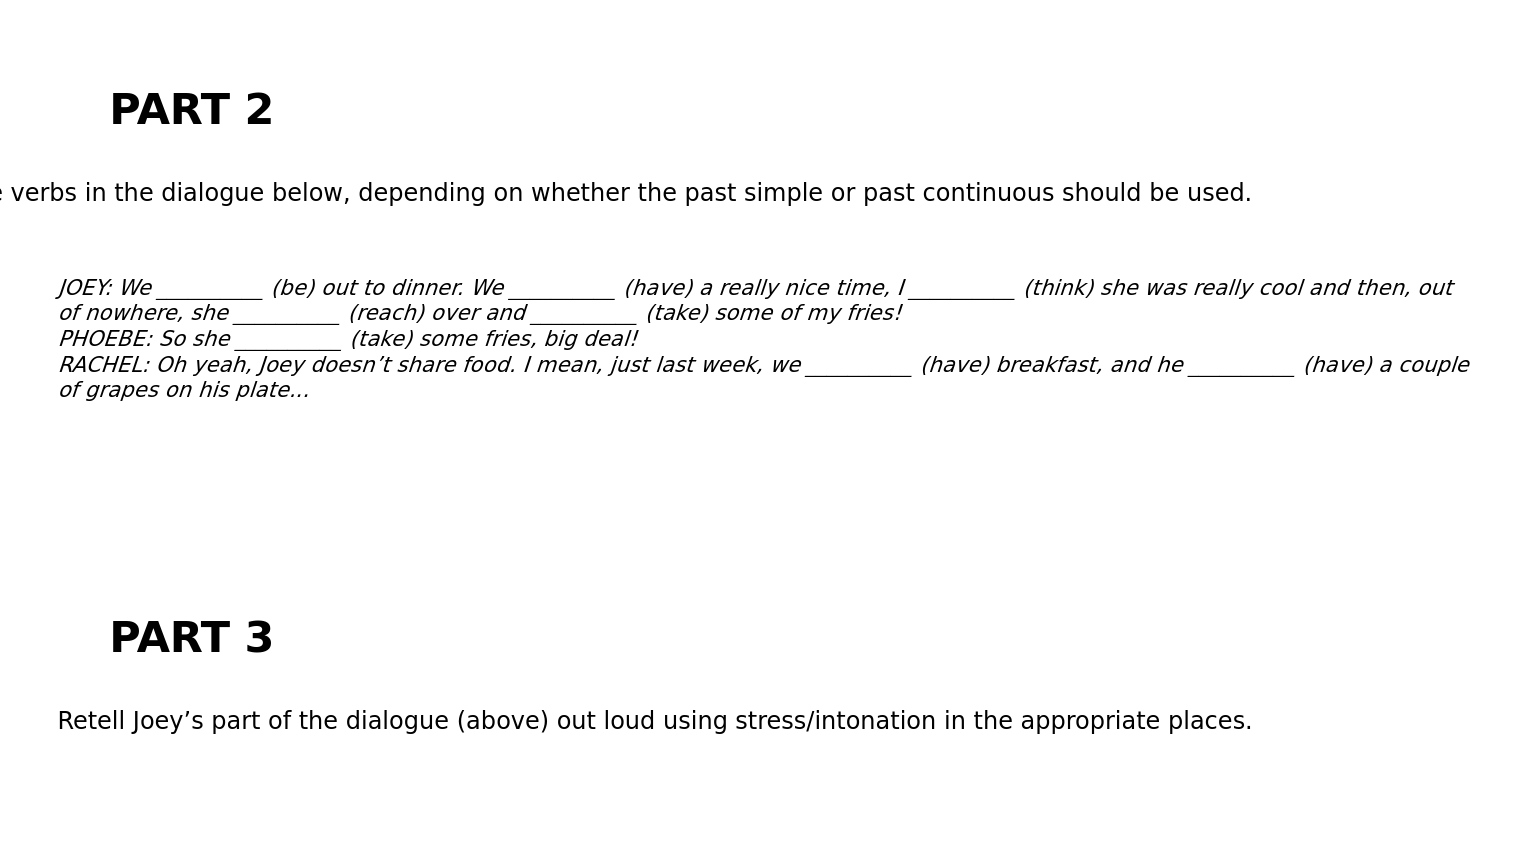 PART 2
verbs in the dialogue below, depending on whether the past simple or past continuous should be used.
JOEY: We __________ (be) out to dinner. We __________ (have) a really nice time, I __________ (think) she was really cool and then, out
of nowhere, she __________ (reach) over and __________ (take) some of my fries!
PHOEBE: So she __________ (take) some fries, big deal!
RACHEL: Oh yeah, Joey doesn’t share food. I mean, just last week, we __________ (have) breakfast, and he __________ (have) a couple
of grapes on his plate...
PART 3
Retell Joey’s part of the dialogue (above) out loud using stress/intonation in the appropriate places.